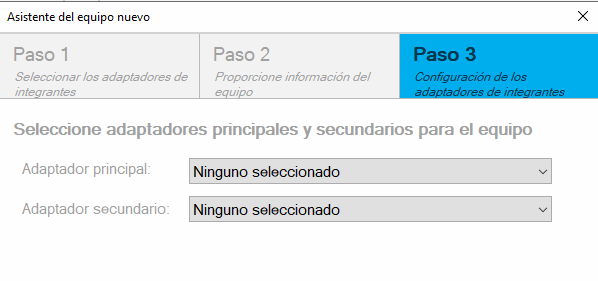 Asistente del equipo nuevo
Paso 1
Seleccionar los adaptadores de
integrantes
Paso 2
Proporcione información del
equipo
Paso 3
Configuración de los
adaptadores de integrantes
Seleccione adaptadores principales y secundarios para el equipo
Adaptador principal:
Ninguno seleccionado
Adaptador secundario:
Ninguno seleccionado